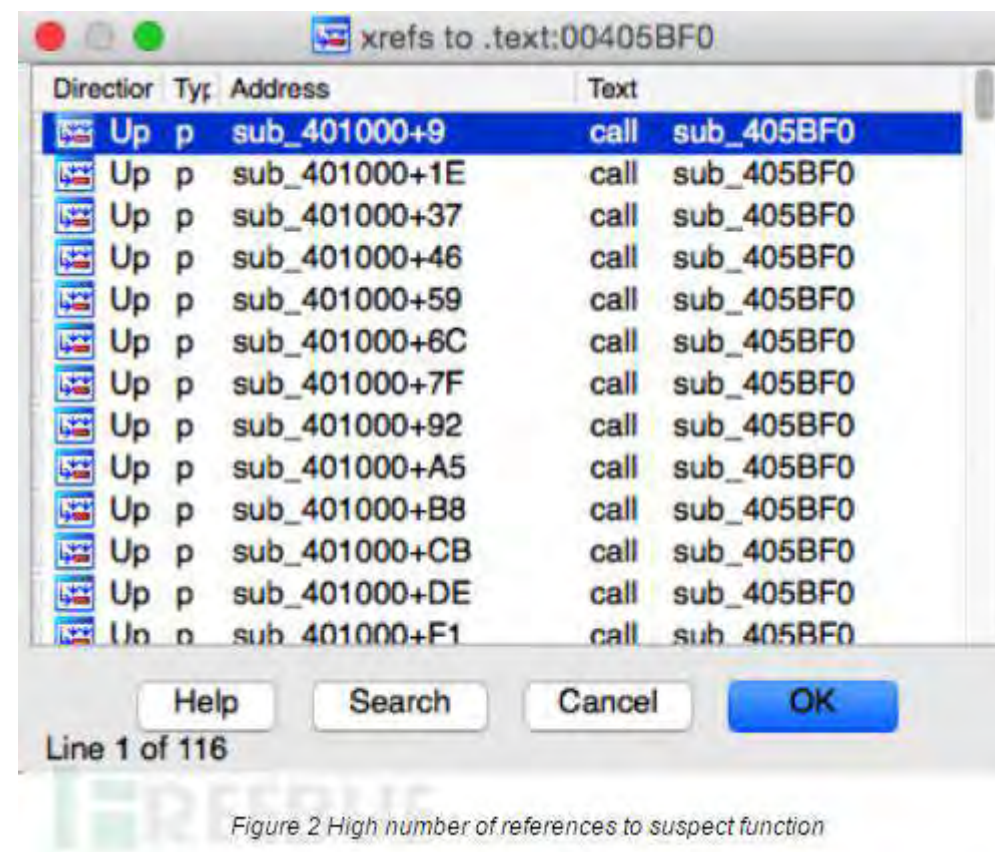 xrefs to .text:00405BF0
Direction Typ Address Text
Up p sub_401000+9 call sub_405BF0
Up p sub_401000+1E call sub_405BF0
Up p sub_401000+37 call sub_405BF0
Up p sub_401000+46 call sub_405BF0
Up p sub_401000+59 call sub_405BF0
Up p sub_401000+6C call sub_405BF0
Up p sub_401000+7F call sub_405BF0
Up p sub_401000+92 call sub_405BF0
Up p sub_401000+A5 call sub_405BF0
Up p sub_401000+B8 call sub_405BF0
Up p sub_401000+CB call sub_405BF0
Up p sub_401000+DE call sub_405BF0
Up p sub_401000+F1 call sub_405BF0
Help Search Cancel OK
Line 1 of 116
Figure 2 High number of references to suspect function